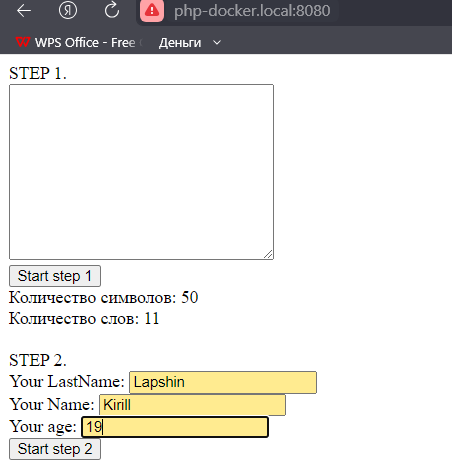 php-docker.local:8080
WPS Office - Free Деньги
STEP 1.
Start step 1
Количество символов: 50
Количество слов: 11
STEP 2.
Your LastName: Lapshin
Your Name: Kirill
Your age: 19
Start step 2